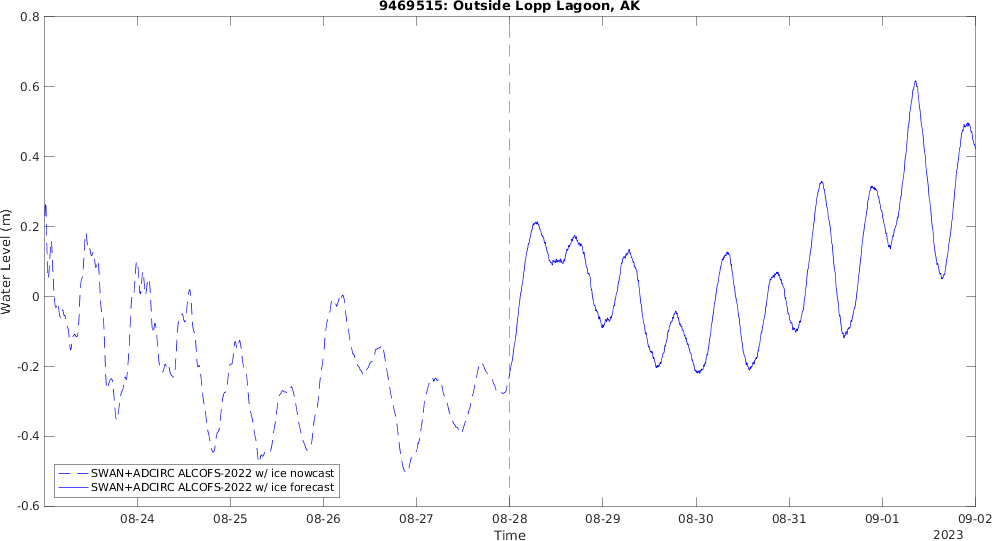 9469515: Outside Lopp Lagoon, AK
0.8
0.6
0.4
0.2
0
-0.2
-0.4
-0.6
Water Level (m)
SWAN+ADCIRC ALCOFS-2022 w/ ice nowcast
SWAN+ADCIRC ALCOFS-2022 w/ ice forecast
08-24 08-25 08-26 08-27 08-28 08-29 08-30 08-31 09-01 09-02
Time
2023